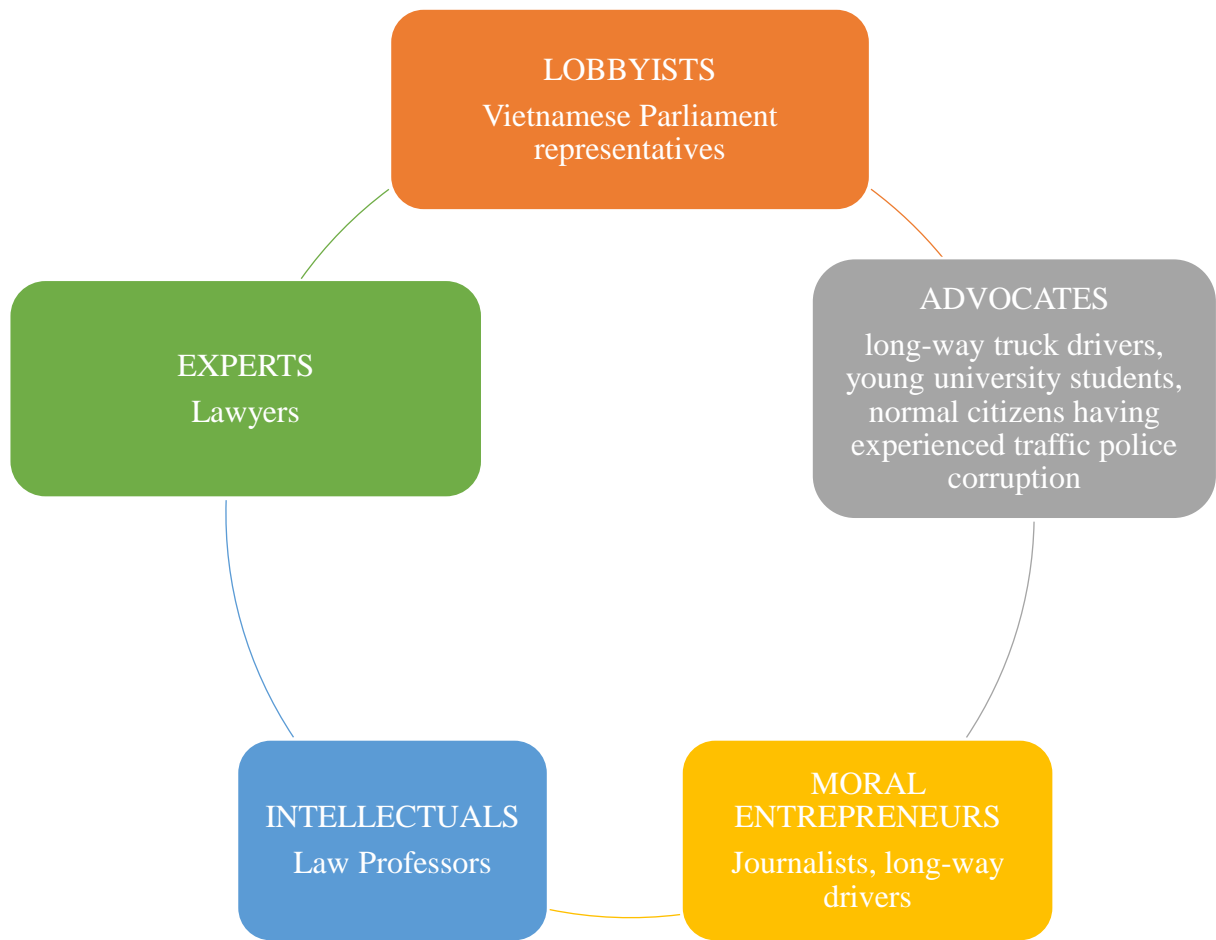 LOBBYISTS
Vietnamese Parliament
representatives
ADVOCATES
long-way truck drivers,
young university students,
normal citizens having
experienced traffic police
corruption
MORAL
ENTREPRENEURS
Journalists, long-way
drivers
INTELLECTUALS
Law Professors
EXPERTS
Lawyers